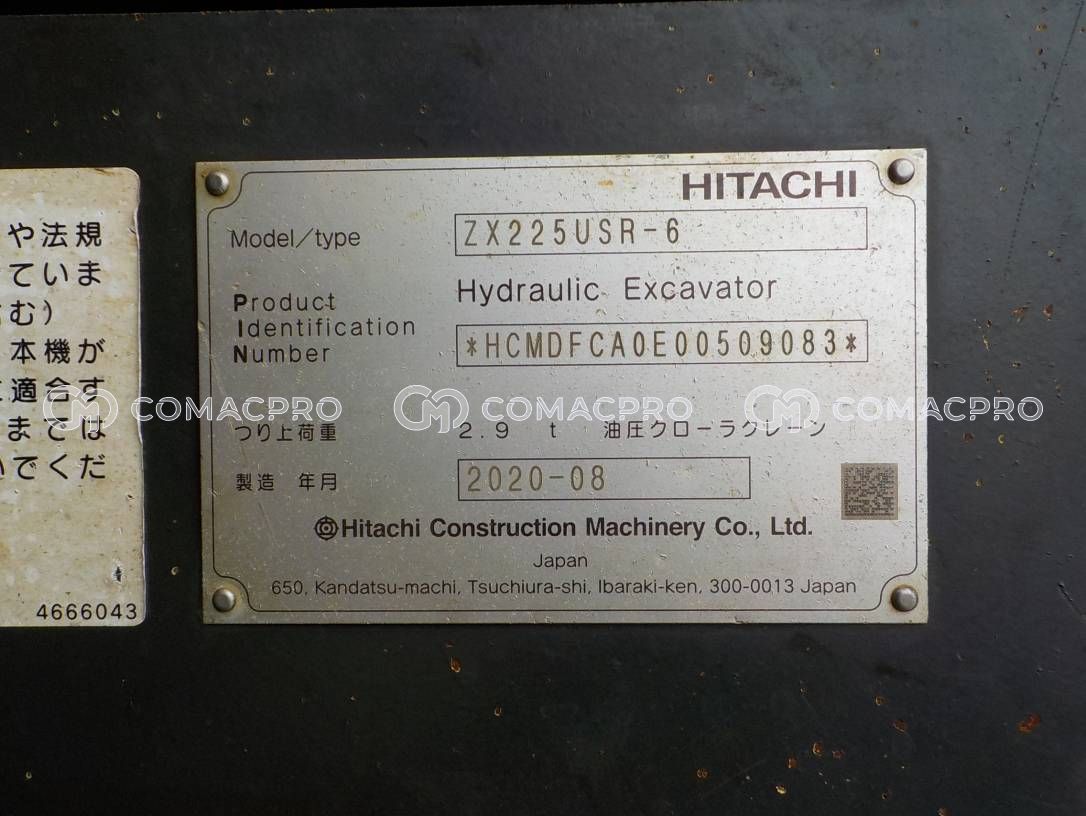 や法規
ていま
む)
本機が
適合す
までは
いでくだ
4666043
HITACHI
Model/type ZX225USR-6
Hydraulic Excavator
Product
Identification
Number *HCMDFCA0E00509083*
COMACPRO COMACPRO COMACPRO
つり上荷重 2.9 t 油圧クローラクレーン
製造 年月 2020-08
Hitachi Construction Machinery Co., Ltd.
Japan
650, Kandatsu-machi, Tsuchiura-shi, Ibaraki-ken, 300-0013 Japan